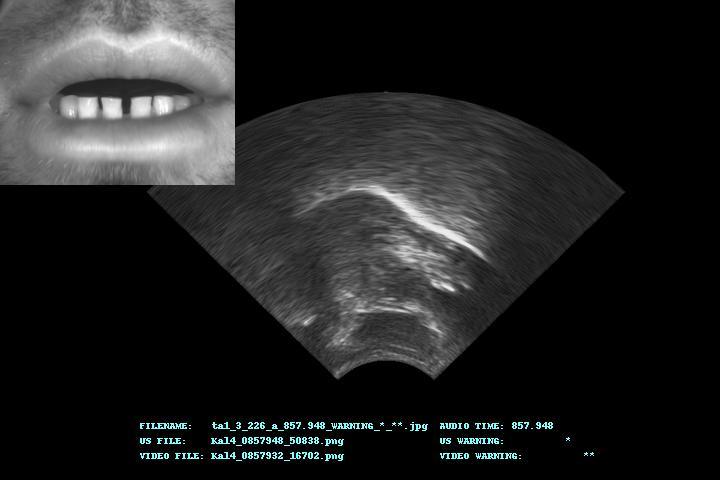 FILENAME: ta1_3_226_a_857.948_WARNING_*_**.jpg AUDIO TIME: 857.948
US FILE: Kal4_0857948_50838.png US WARNING: *
VIDEO FILE: Kal4_0857932_16702.png VIDEO WARNING: **